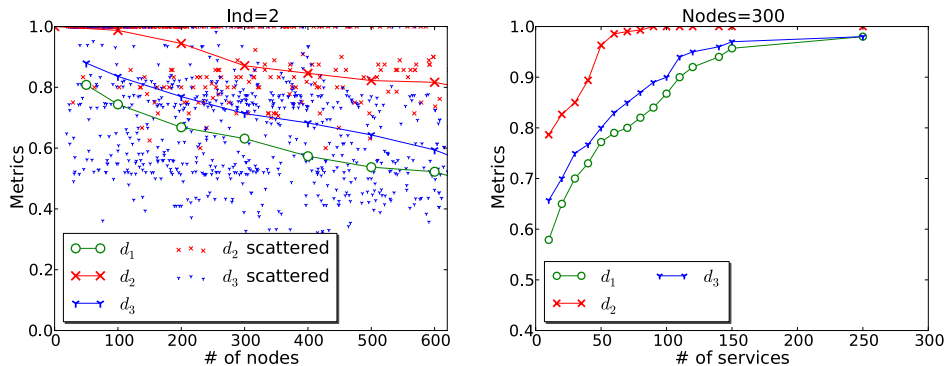 Ind=2
Metrics
1.0
0.8
0.6
0.4
0.2
0.0
d1
d2
d3
d2 scattered
d3 scattered
0 100 200 300 400 500 600
# of nodes
Nodes=300
Metrics
1.0
0.9
0.8
0.7
0.6
0.5
0.4
d1
d2
d3
0 50 100 150 200 250 300
# of services